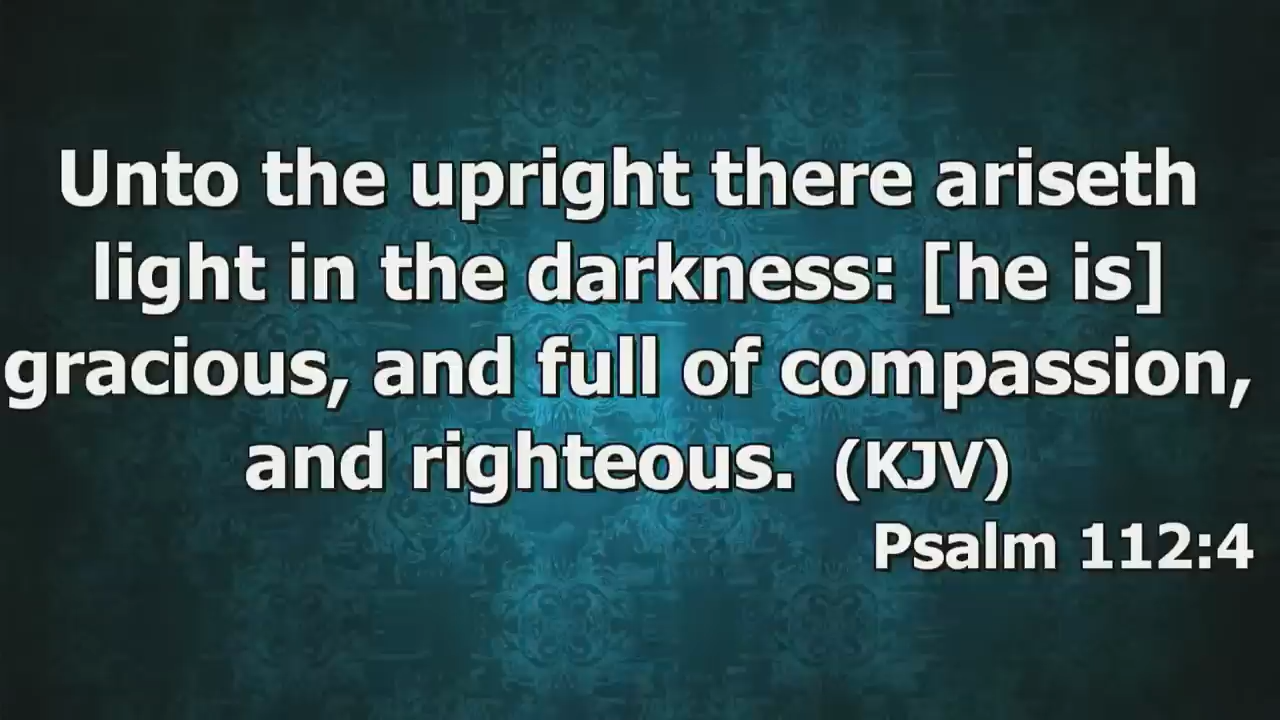 Unto the upright there ariseth
light in the darkness: [he is]
gracious, and full of compassion,
and righteous. (KJV)
Psalm 112:4